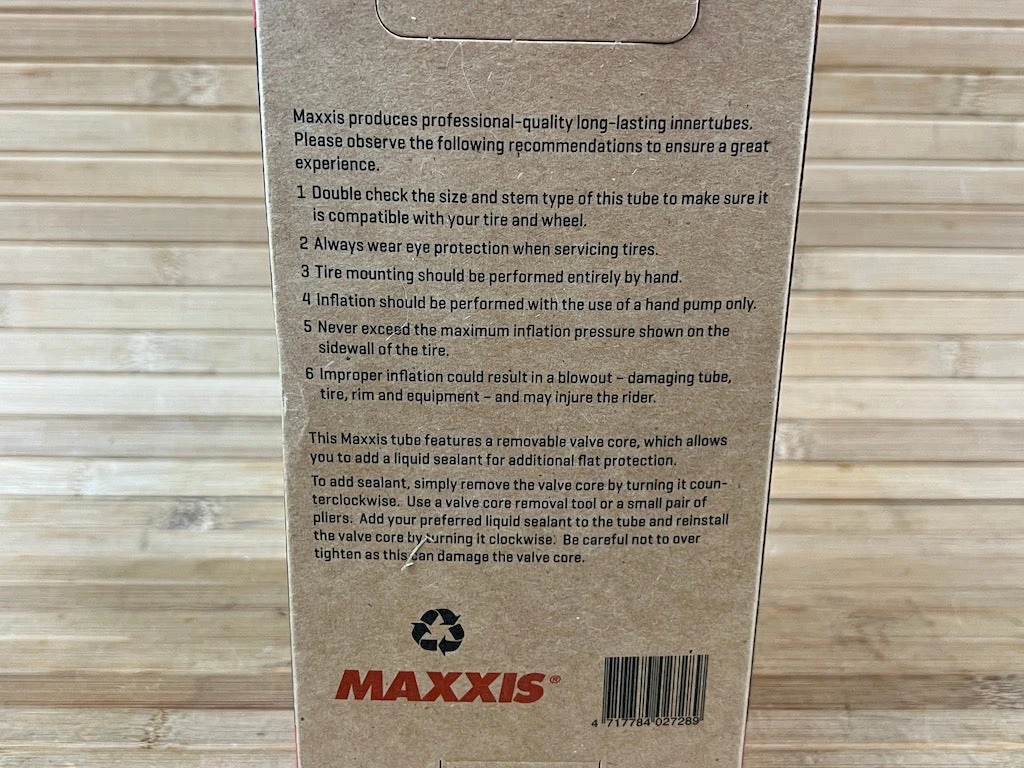 Maxxis produces professional-quality long-lasting innertubes.
Please observe the following recommendations to ensure a great
experience.
1 Double check the size and stem type of this tube to make sure it
is compatible with your tire and wheel.
2 Always wear eye protection when servicing tires.
3 Tire mounting should be performed entirely by hand.
4 Inflation should be performed with the use of a hand pump only.
5 Never exceed the maximum inflation pressure shown on the
sidewall of the tire.
6 Improper inflation could result in a blowout – damaging tube,
tire, rim and equipment – and may injure the rider.
This Maxxis tube features a removable valve core, which allows
you to add a liquid sealant for additional flat protection.
To add sealant, simply remove the valve core by turning it coun-
terclockwise. Use a valve core removal tool or a small pair of
pliers. Add your preferred liquid sealant to the tube and reinstall
the valve core by turning it clockwise. Be careful not to over
tighten as this can damage the valve core.
MAXXIS®
4 717784 027289